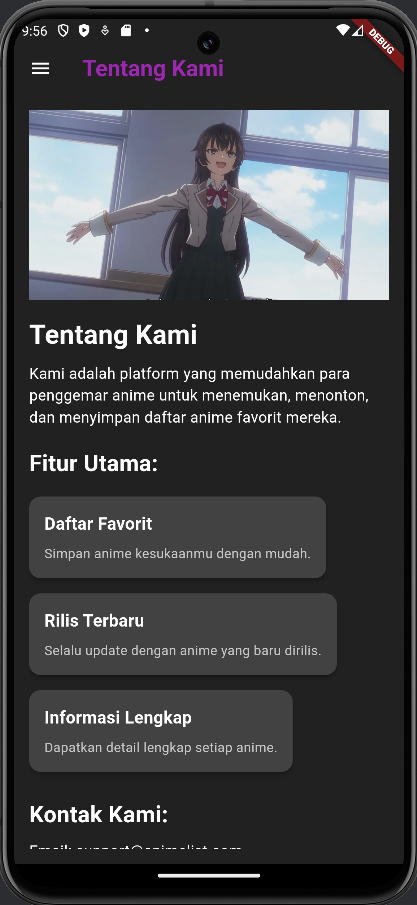 9:56
DEBUG
Tentang Kami
Tentang Kami
Kami adalah platform yang memudahkan para
penggemar anime untuk menemukan, menonton,
dan menyimpan daftar anime favorit mereka.
Fitur Utama:
Daftar Favorit
Simpan anime kesukaanmu dengan mudah.
Rilis Terbaru
Selalu update dengan anime yang baru dirilis.
Informasi Lengkap
Dapatkan detail lengkap setiap anime.
Kontak Kami: